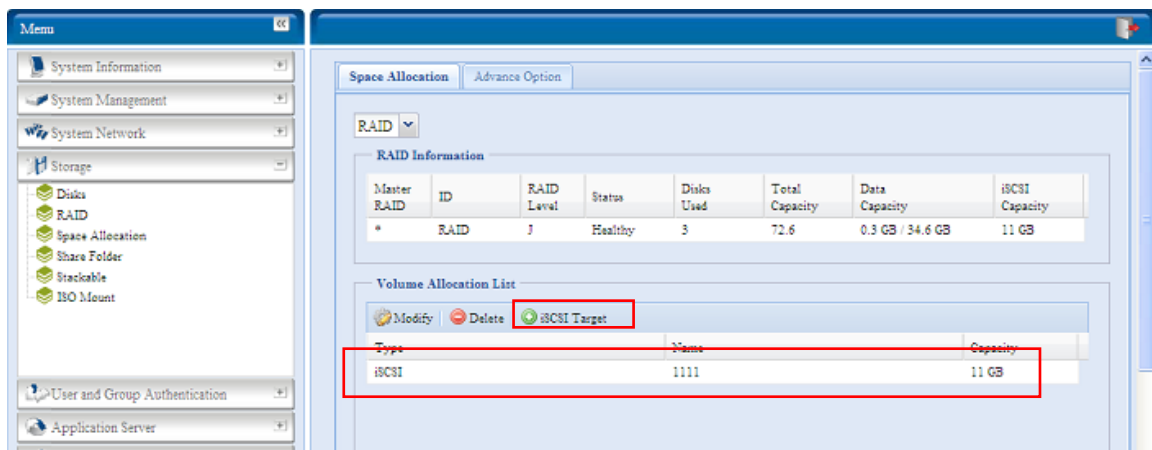 Menu
System Information
System Management
System Network
Storage
Disks
RAID
Space Allocation
Share Folder
Stackable
ISO Mount
User and Group Authentication
Application Server
Space Allocation Advance Option
RAID
RAID Information
Master RAID ID RAID Level Status Disks Used Total Capacity Data Capacity iSCSI Capacity
* RAID J Healthy 3 72.6 0.3 GB / 34.6 GB 11 GB
Volume Allocation List
Modify Delete iSCSI Target
Type Name Capacity
iSCSI 1111 11 GB